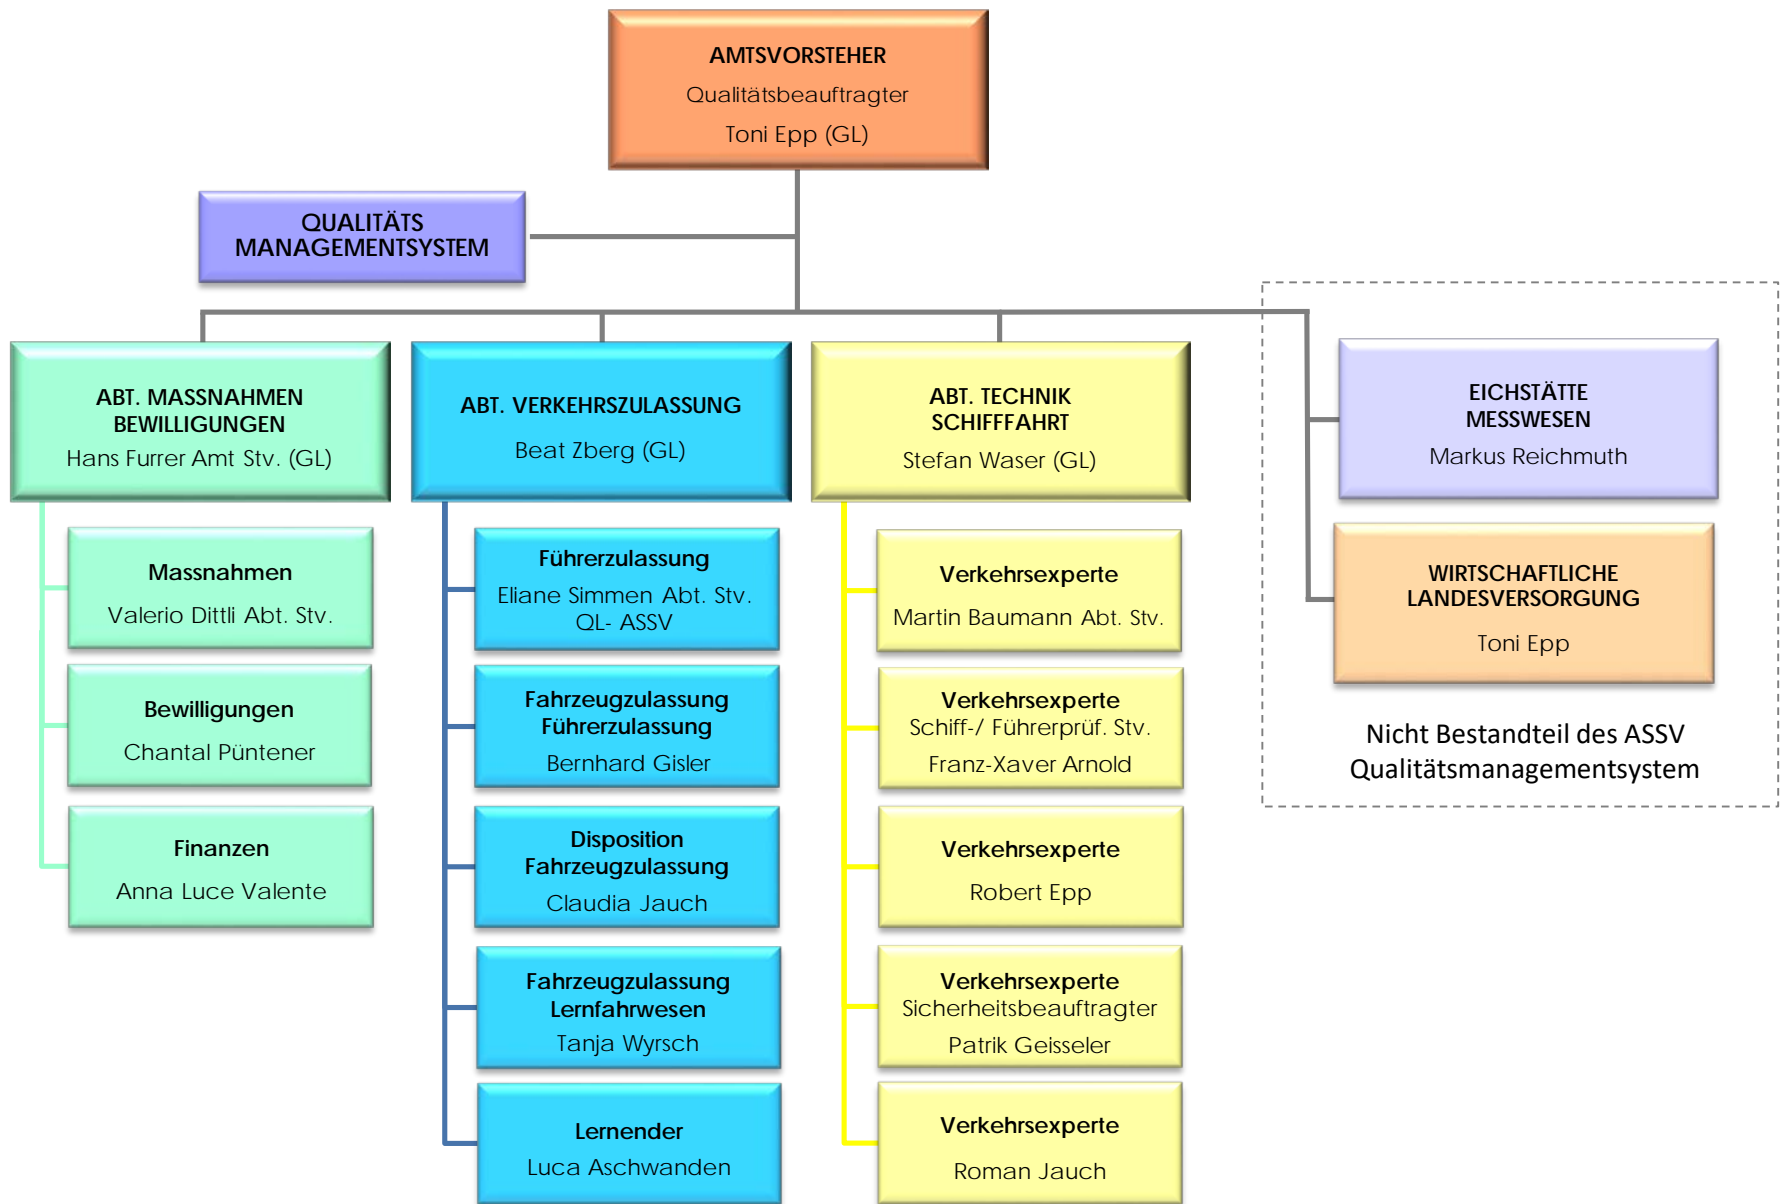 AMTSVORSTEHER
Qualitätsbeauftragter
Toni Epp (GL)
QUALITÄTS
MANAGEMENTSYSTEM
ABT. MASSNAHMEN
BEWILLIGUNGEN
Hans Furrer Amt Stv. (GL)
Massnahmen
Valerio Dittli Abt. Stv.
Bewilligungen
Chantal Püntener
Finanzen
Anna Luce Valente
ABT. VERKEHRSZULASSUNG
Beat Zberg (GL)
Führerzulassung
Eliane Simmen Abt. Stv.
QL- ASSV
Fahrzeugzulassung
Führerzulassung
Bernhard Gisler
Disposition
Fahrzeugzulassung
Claudia Jauch
Fahrzeugzulassung
Lernfahrwesen
Tanja Wyrsch
Lernender
Luca Aschwanden
ABT. TECHNIK
SCHIFFFAHRT
Stefan Waser (GL)
Verkehrsexperte
Martin Baumann Abt. Stv.
Verkehrsexperte
Schiff-/ Führerprüf. Stv.
Franz-Xaver Arnold
Verkehrsexperte
Robert Epp
Verkehrsexperte
Sicherheitsbeauftragter
Patrik Geisseler
Verkehrsexperte
Roman Jauch
EICHSTÄTTE
MESSWESEN
Markus Reichmuth
WIRTSCHAFTLICHE
LANDESVERSORGUNG
Toni Epp
Nicht Bestandteil des ASSV
Qualitätsmanagementsystem